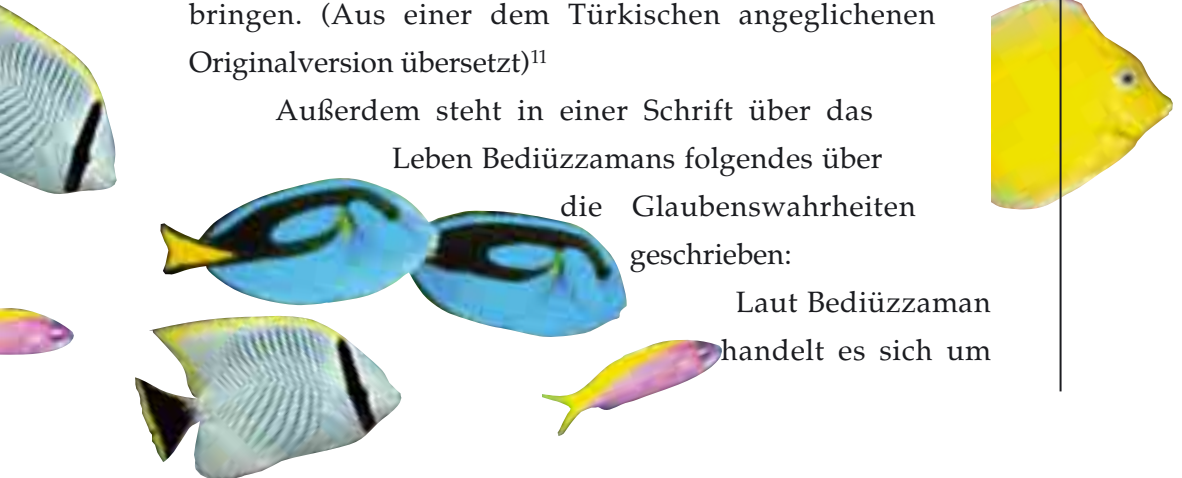 bringen. (Aus einer dem Türkischen angeglichenen
Originalversion übersetzt)¹¹
Außerdem steht in einer Schrift über das
Leben Bediüzzamans folgendes über
die Glaubenswahrheiten
geschrieben:
Laut Bediüzzaman
handelt es sich um